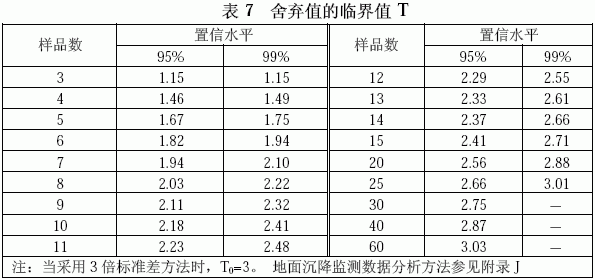 表 7 舍弃值的临界值 T
样品数 置信水平 样品数 置信水平
95% 99% 95% 99%
3 1.15 1.15 12 2.29 2.55
4 1.46 1.49 13 2.33 2.61
5 1.67 1.75 14 2.37 2.66
6 1.82 1.94 15 2.41 2.71
7 1.94 2.10 20 2.56 2.88
8 2.03 2.22 25 2.66 3.01
9 2.11 2.32 30 2.75 —
10 2.18 2.41 40 2.87 —
11 2.23 2.48 60 3.03 —
注：当采用 3 倍标准差方法时，T₀=3。 地面沉降监测数据分析方法参见附录 J